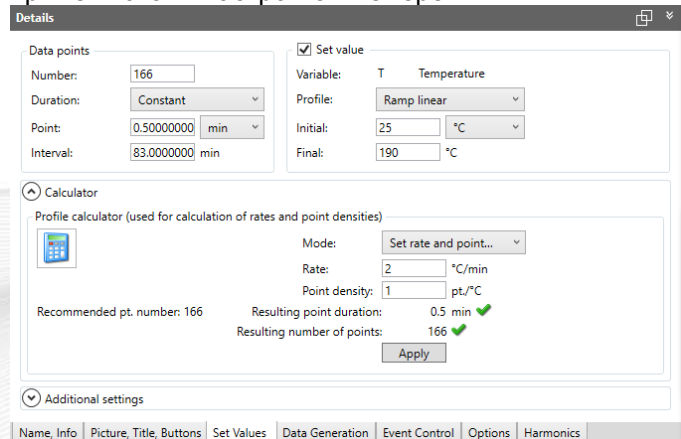 Details
Data points
Number: 166
Duration: Constant
Point: 0.50000000 min
Interval: 83.0000000 min
Set value
Variable: T Temperature
Profile: Ramp linear
Initial: 25 °C
Final: 190 °C
Calculator
Profile calculator (used for calculation of rates and point densities)
Mode: Set rate and point...
Rate: 2 °C/min
Point density: 1 pt./°C
Recommended pt. number: 166 Resulting point duration: 0.5 min
Resulting number of points: 166
Apply
Additional settings
Name, Info Picture, Title, Buttons Set Values Data Generation Event Control Options Harmonics